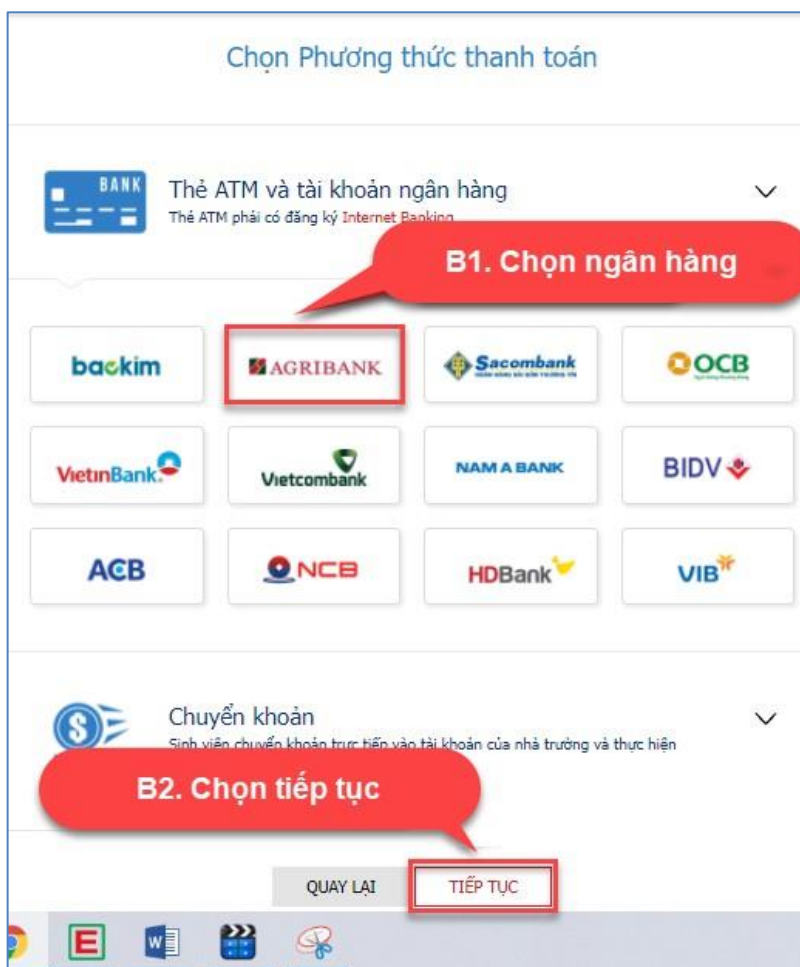 Chọn Phương thức thanh toán
BANK
Thẻ ATM và tài khoản ngân hàng
Thẻ ATM phải có đăng ký Internet Banking
B1. Chọn ngân hàng
baokim
AGRIBANK
Sacombank
OCB
VietinBank
Vietcombank
NAM A BANK
BIDV
ACB
NCB
HDBank
VIB
Chuyển khoản
Sinh viên chuyển khoản trực tiếp vào tài khoản của nhà trường và thực hiện
B2. Chọn tiếp tục
QUAY LẠI
TIẾP TỤC